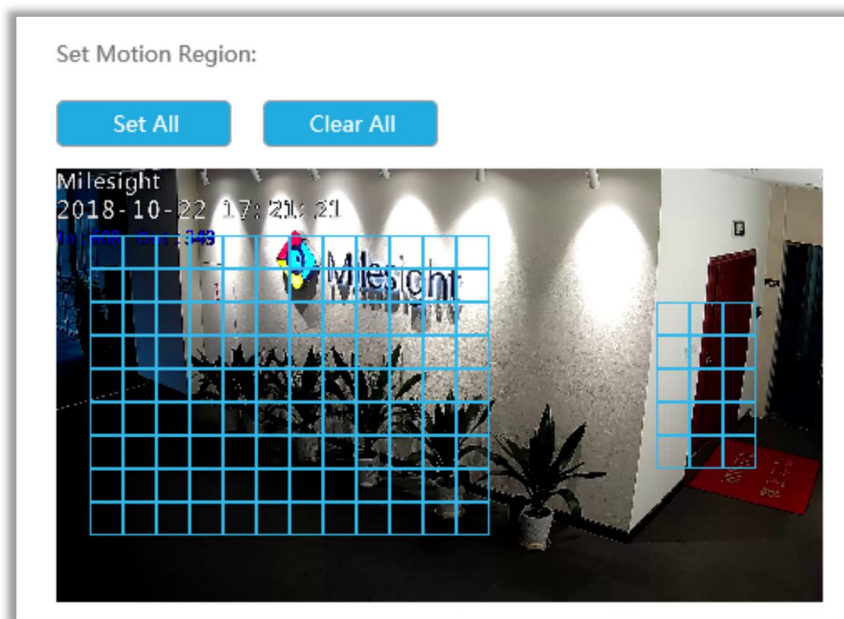 Set Motion Region:
Set All
Clear All
Milesight
2018-10-22 17:21:21
Milesight